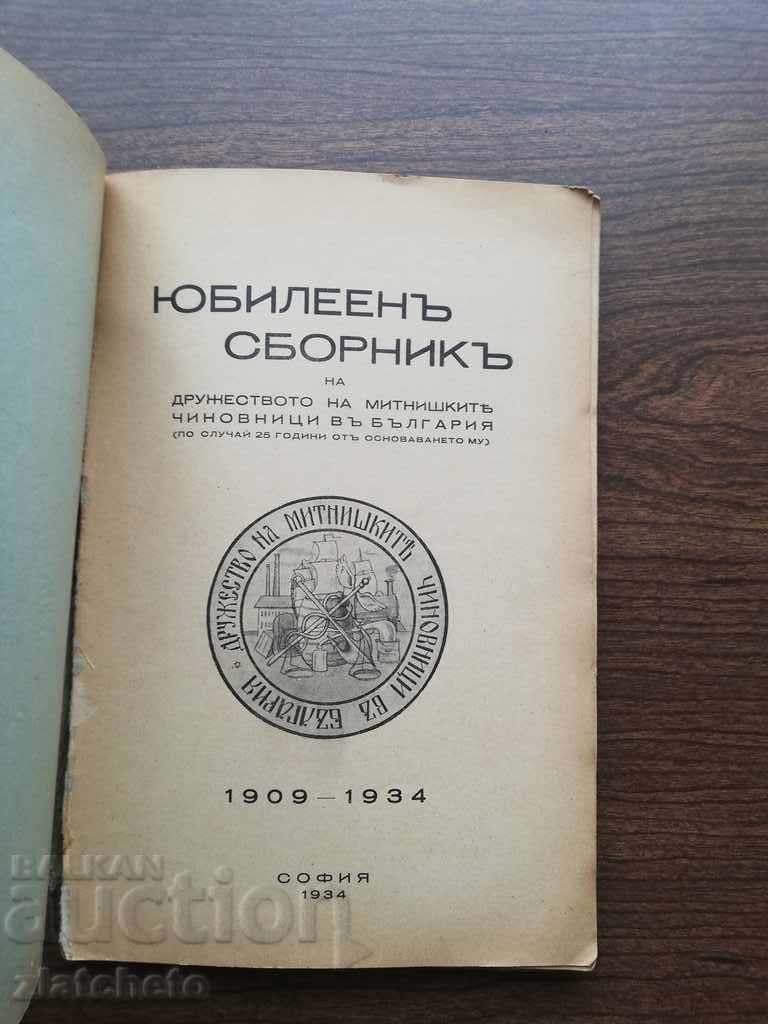 ЮБИЛЕЕНЪ
СБОРНИКЪ
НА
ДРУЖЕСТВОТО НА МИТНИШКИТѢ
ЧИНОВНИЦИ ВЪ БЪЛГАРИЯ
(ПО СЛУЧАЙ 25 ГОДИНИ ОТЪ ОСНОВАВАНЕТО МУ)
ДРУЖЕСТВО НА МИТНИШКИТѢ ЧИНОВНИЦИ ВЪ БЪЛГАРИЯ
1909 — 1934
СОФИЯ
1934
BALKAN
auction
zlatcheto